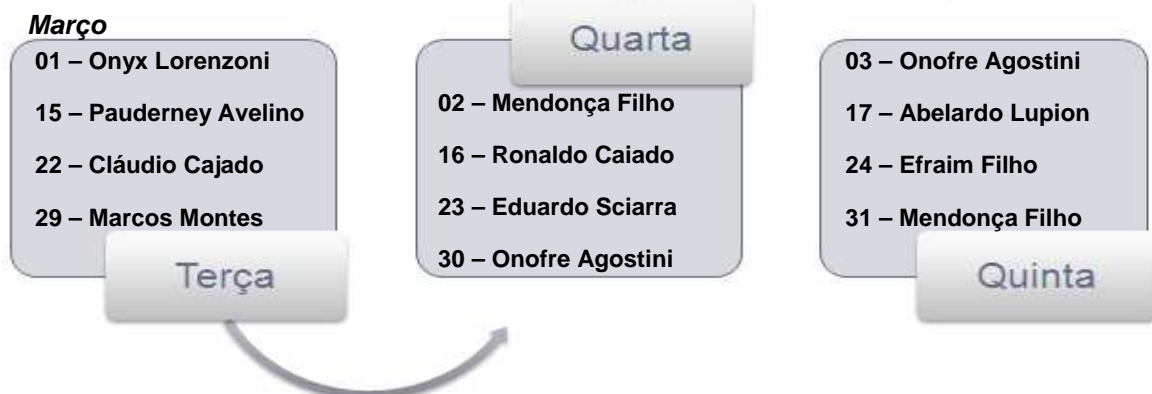 Março
01 – Onyx Lorenzoni
15 – Pauderney Avelino
22 – Cláudio Cajado
29 – Marcos Montes
Terça
Quarta
02 – Mendonça Filho
16 – Ronaldo Caiado
23 – Eduardo Sciarra
30 – Onofre Agostini
03 – Onofre Agostini
17 – Abelardo Lupion
24 – Efraim Filho
31 – Mendonça Filho
Quinta